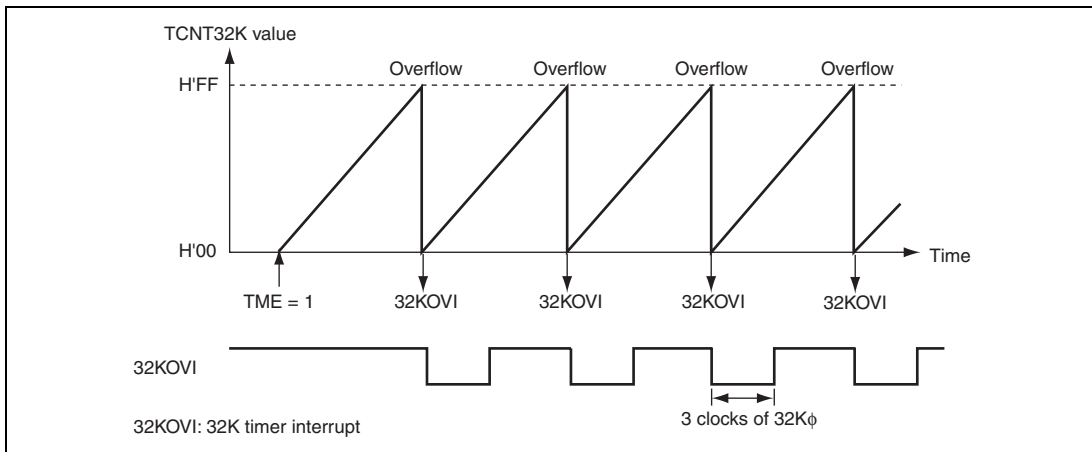 TCNT32K value
Overflow Overflow Overflow Overflow
H'FF
H'00
Time
TME = 1 32KOVI 32KOVI 32KOVI 32KOVI
32KOVI
3 clocks of 32Kϕ
32KOVI: 32K timer interrupt